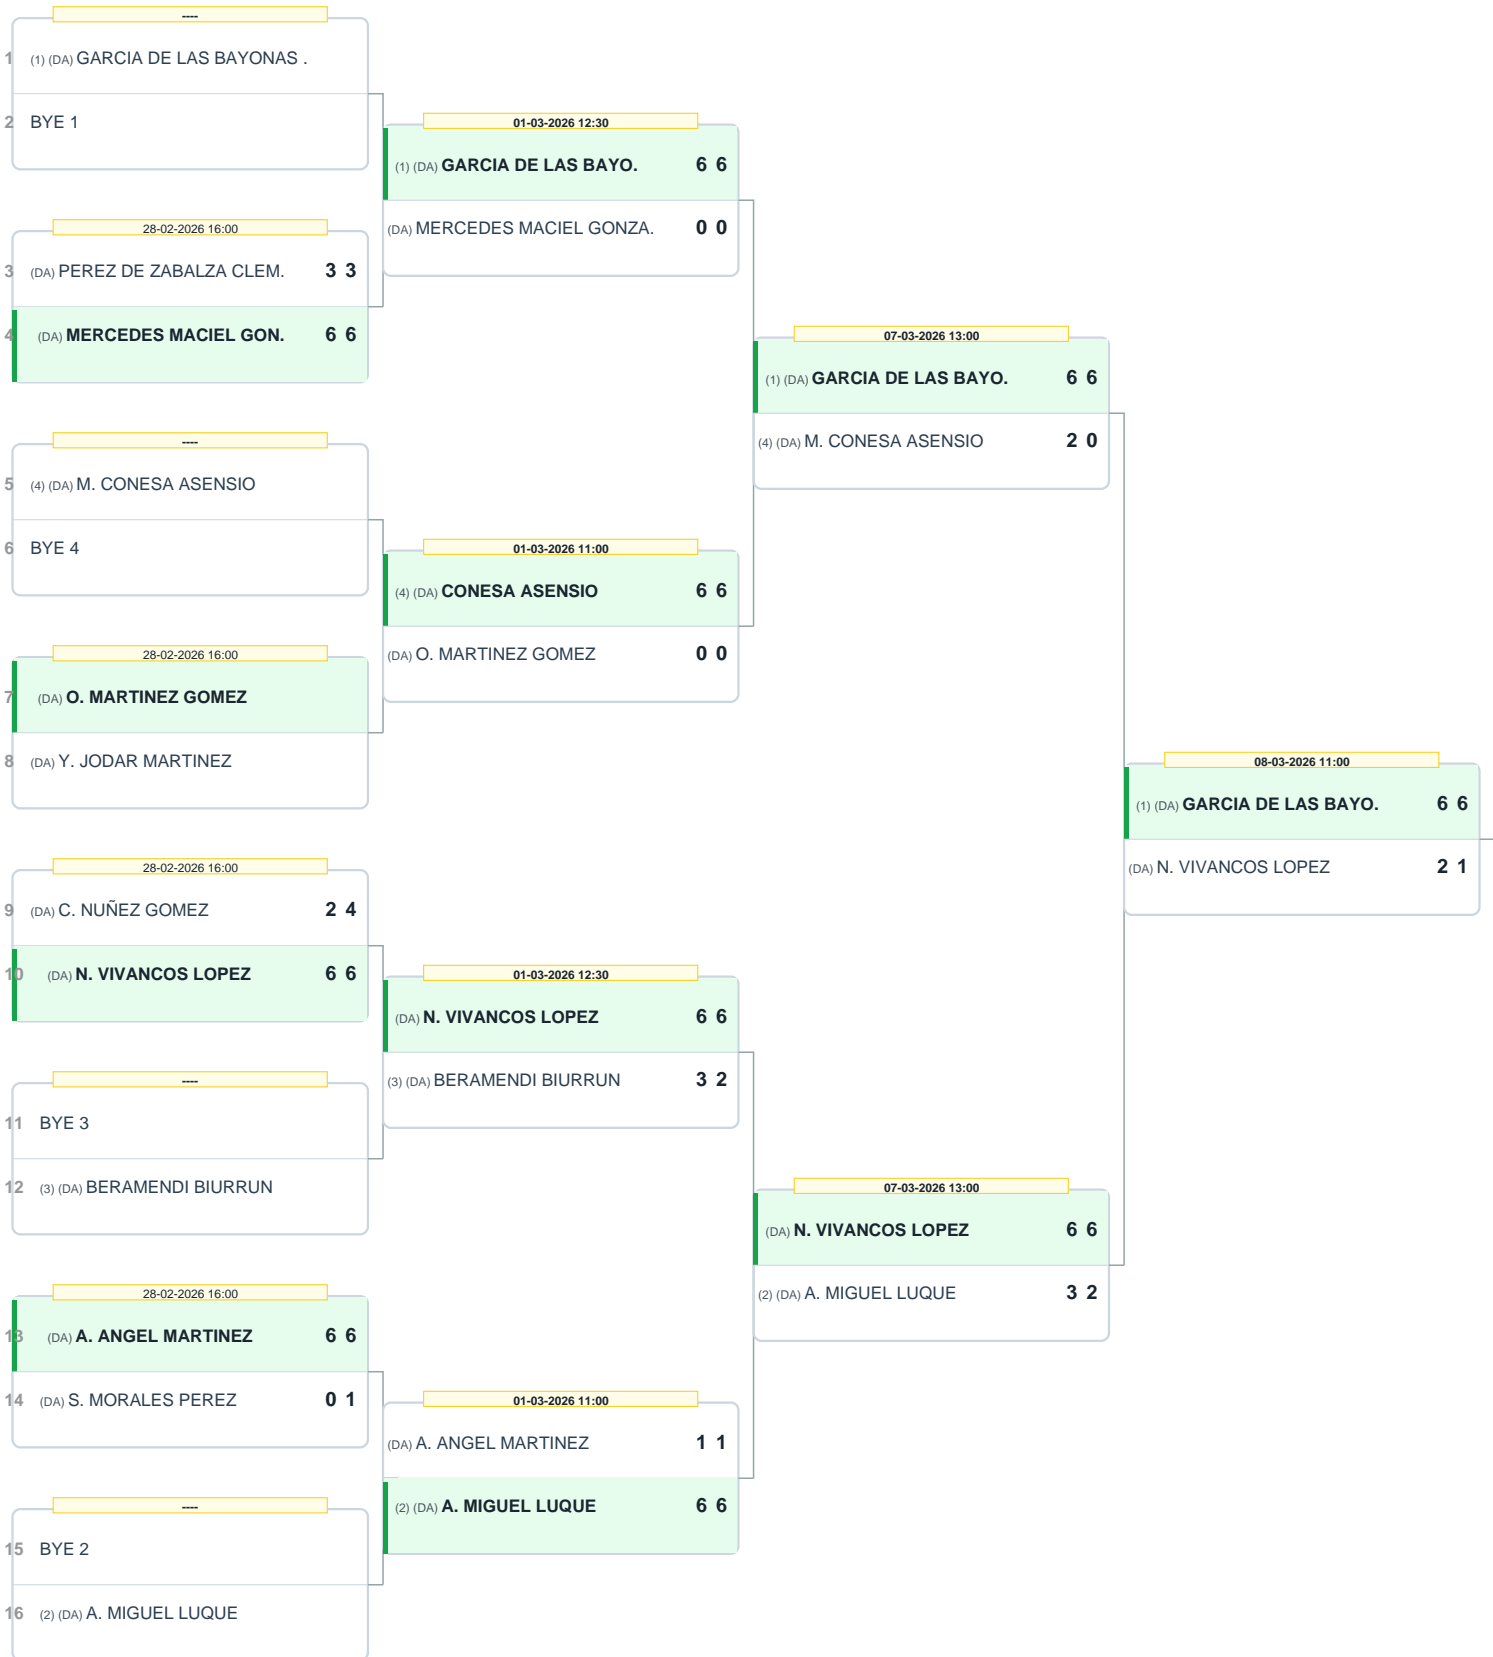 ----
1 (1) (DA) GARCIA DE LAS BAYONAS .
2 BYE 1
28-02-2026 16:00
3 (DA) PEREZ DE ZABALZA CLEM. 3 3
4 (DA) MERCEDES MACIEL GON. 6 6
----
5 (4) (DA) M. CONESA ASENSIO
6 BYE 4
28-02-2026 16:00
7 (DA) O. MARTINEZ GOMEZ
8 (DA) Y. JODAR MARTINEZ
28-02-2026 16:00
9 (DA) C. NUÑEZ GOMEZ 2 4
10 (DA) N. VIVANCOS LOPEZ 6 6
----
11 BYE 3
12 (3) (DA) BERAMENDI BIURRUN
28-02-2026 16:00
13 (DA) A. ANGEL MARTINEZ 6 6
14 (DA) S. MORALES PEREZ 0 1
----
15 BYE 2
16 (2) (DA) A. MIGUEL LUQUE
01-03-2026 12:30
(1) (DA) GARCIA DE LAS BAYO. 6 6
(DA) MERCEDES MACIEL GONZA. 0 0
01-03-2026 11:00
(4) (DA) CONESA ASENSIO 6 6
(DA) O. MARTINEZ GOMEZ 0 0
01-03-2026 12:30
(DA) N. VIVANCOS LOPEZ 6 6
(3) (DA) BERAMENDI BIURRUN 3 2
01-03-2026 11:00
(DA) A. ANGEL MARTINEZ 1 1
(2) (DA) A. MIGUEL LUQUE 6 6
07-03-2026 13:00
(1) (DA) GARCIA DE LAS BAYO. 6 6
(4) (DA) M. CONESA ASENSIO 2 0
07-03-2026 13:00
(DA) N. VIVANCOS LOPEZ 6 6
(2) (DA) A. MIGUEL LUQUE 3 2
08-03-2026 11:00
(1) (DA) GARCIA DE LAS BAYO. 6 6
(DA) N. VIVANCOS LOPEZ 2 1